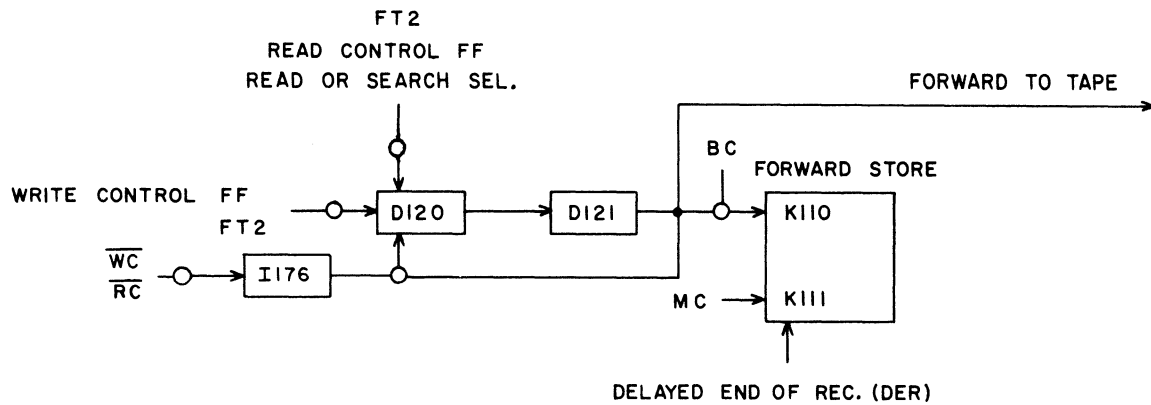 FT2
READ CONTROL FF
READ OR SEARCH SEL.
FORWARD TO TAPE
BC
FORWARD STORE
WRITE CONTROL FF
FT2
D120
D121
K110
WC
RC
I176
MC
K111
DELAYED END OF REC. (DER)